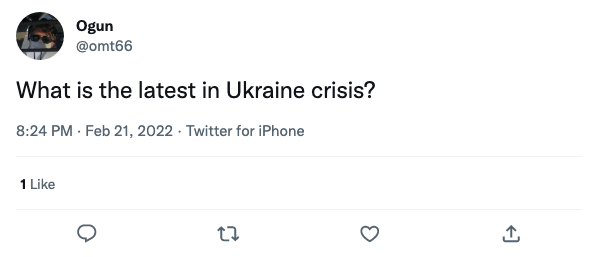 Ogun
@omt66
What is the latest in Ukraine crisis?
8:24 PM · Feb 21, 2022 · Twitter for iPhone
1 Like